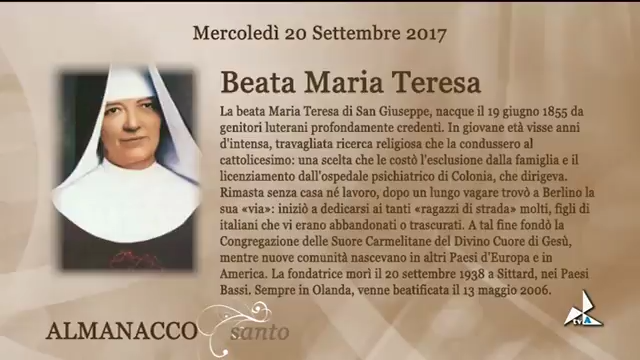 Mercoledì 20 Settembre 2017
Beata Maria Teresa
La beata Maria Teresa di San Giuseppe, nacque il 19 giugno 1855 da
genitori luterani profondamente credenti. In giovane età visse anni
d'intensa, travagliata ricerca religiosa che la condussero al
cattolicesimo: una scelta che le costò l'esclusione dalla famiglia e il
licenziamento dall'ospedale psichiatrico di Colonia, che dirigeva.
Rimasta senza casa né lavoro, dopo un lungo vagare trovò a Berlino la
sua «via»: iniziò a dedicarsi ai tanti «ragazzi di strada» molti, figli di
italiani che vi erano abbandonati o trascurati. A tal fine fondò la
Congregazione delle Suore Carmelitane del Divino Cuore di Gesù,
mentre nuove comunità nascevano in altri Paesi d'Europa e in
America. La fondatrice morì il 20 settembre 1938 a Sittard, nei Paesi
Bassi. Sempre in Olanda, venne beatificata il 13 maggio 2006.
ALMANACCO santo
tv